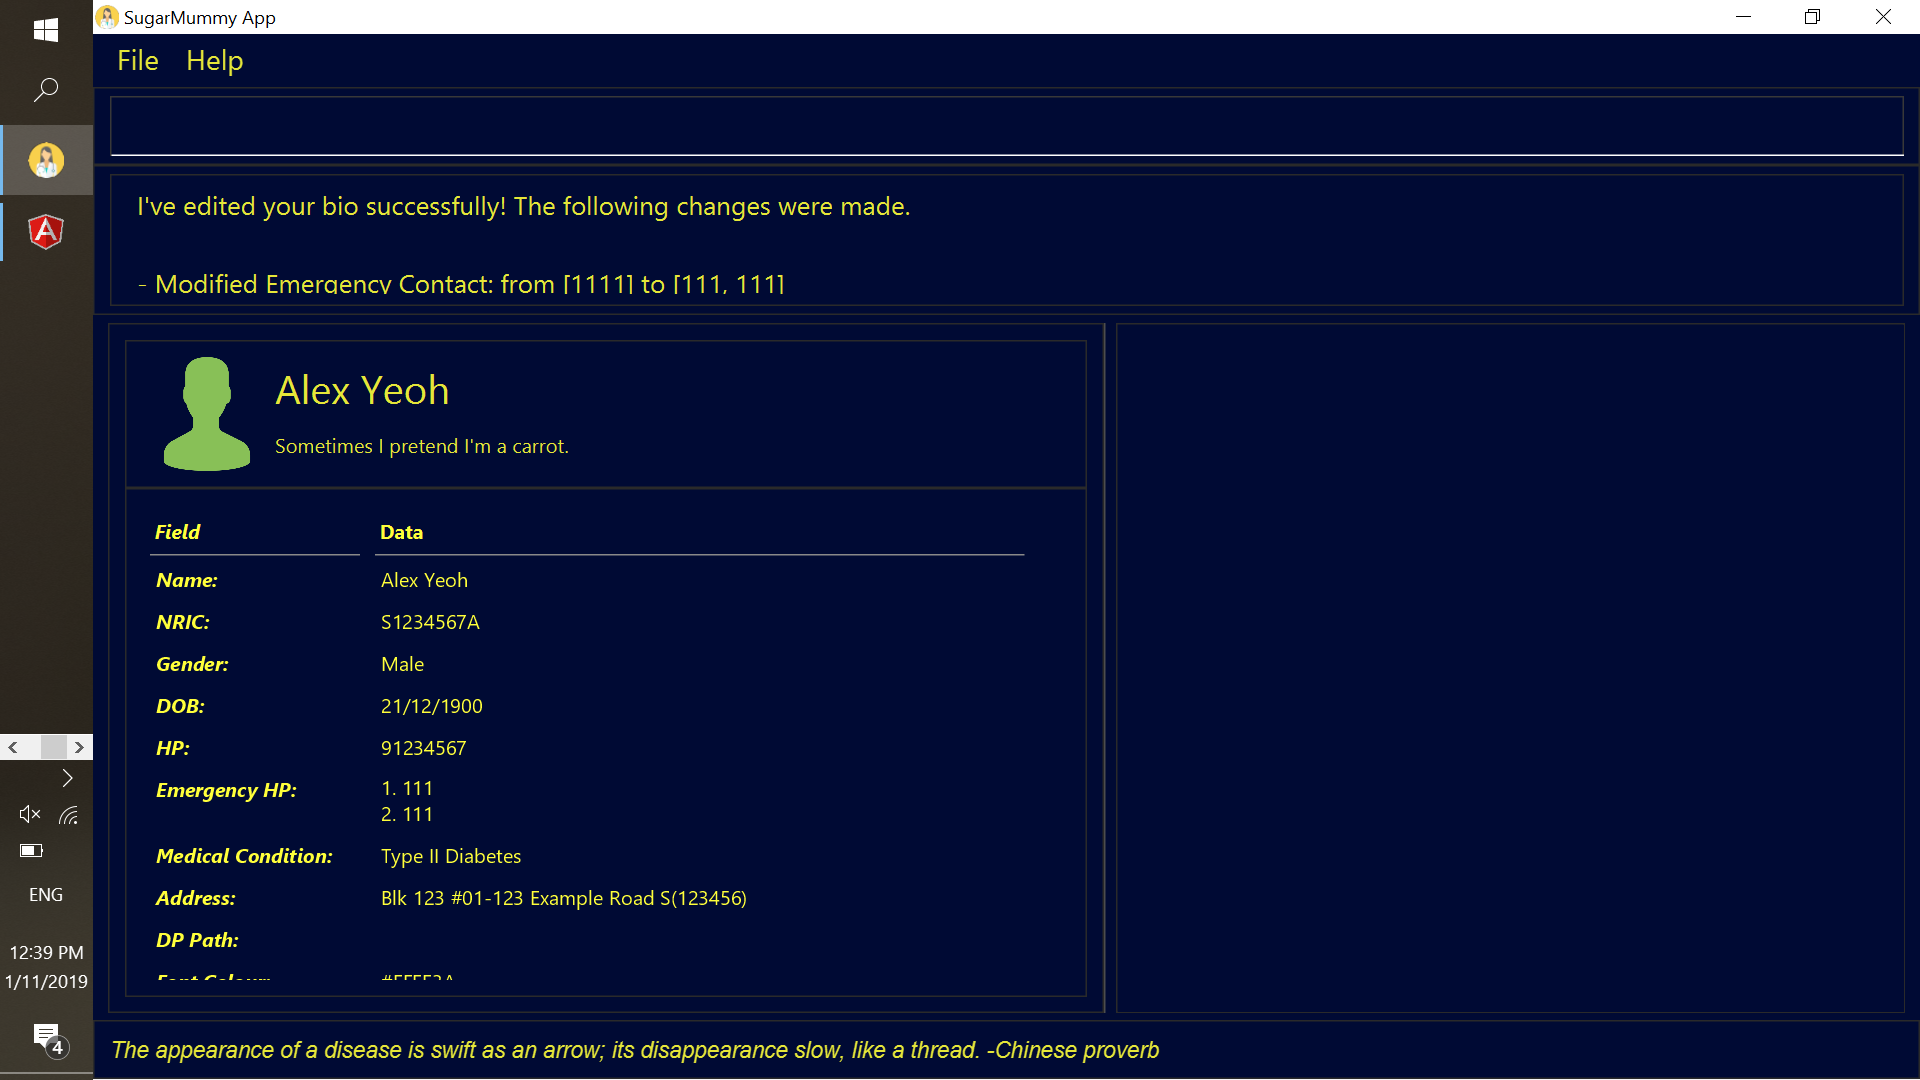 SugarMummy App
File Help
I've edited your bio successfully! The following changes were made.
- Modified Emergency Contact: from [1111] to [111, 111]
Alex Yeoh
Sometimes I pretend I'm a carrot.
Field Data
Name: Alex Yeoh
NRIC: S1234567A
Gender: Male
DOB: 21/12/1900
HP: 91234567
Emergency HP: 1. 111
2. 111
Medical Condition: Type II Diabetes
Address: Blk 123 #01-123 Example Road S(123456)
DP Path:
Font Colour:
The appearance of a disease is swift as an arrow; its disappearance slow, like a thread. -Chinese proverb
ENG
12:39 PM
1/11/2019
4